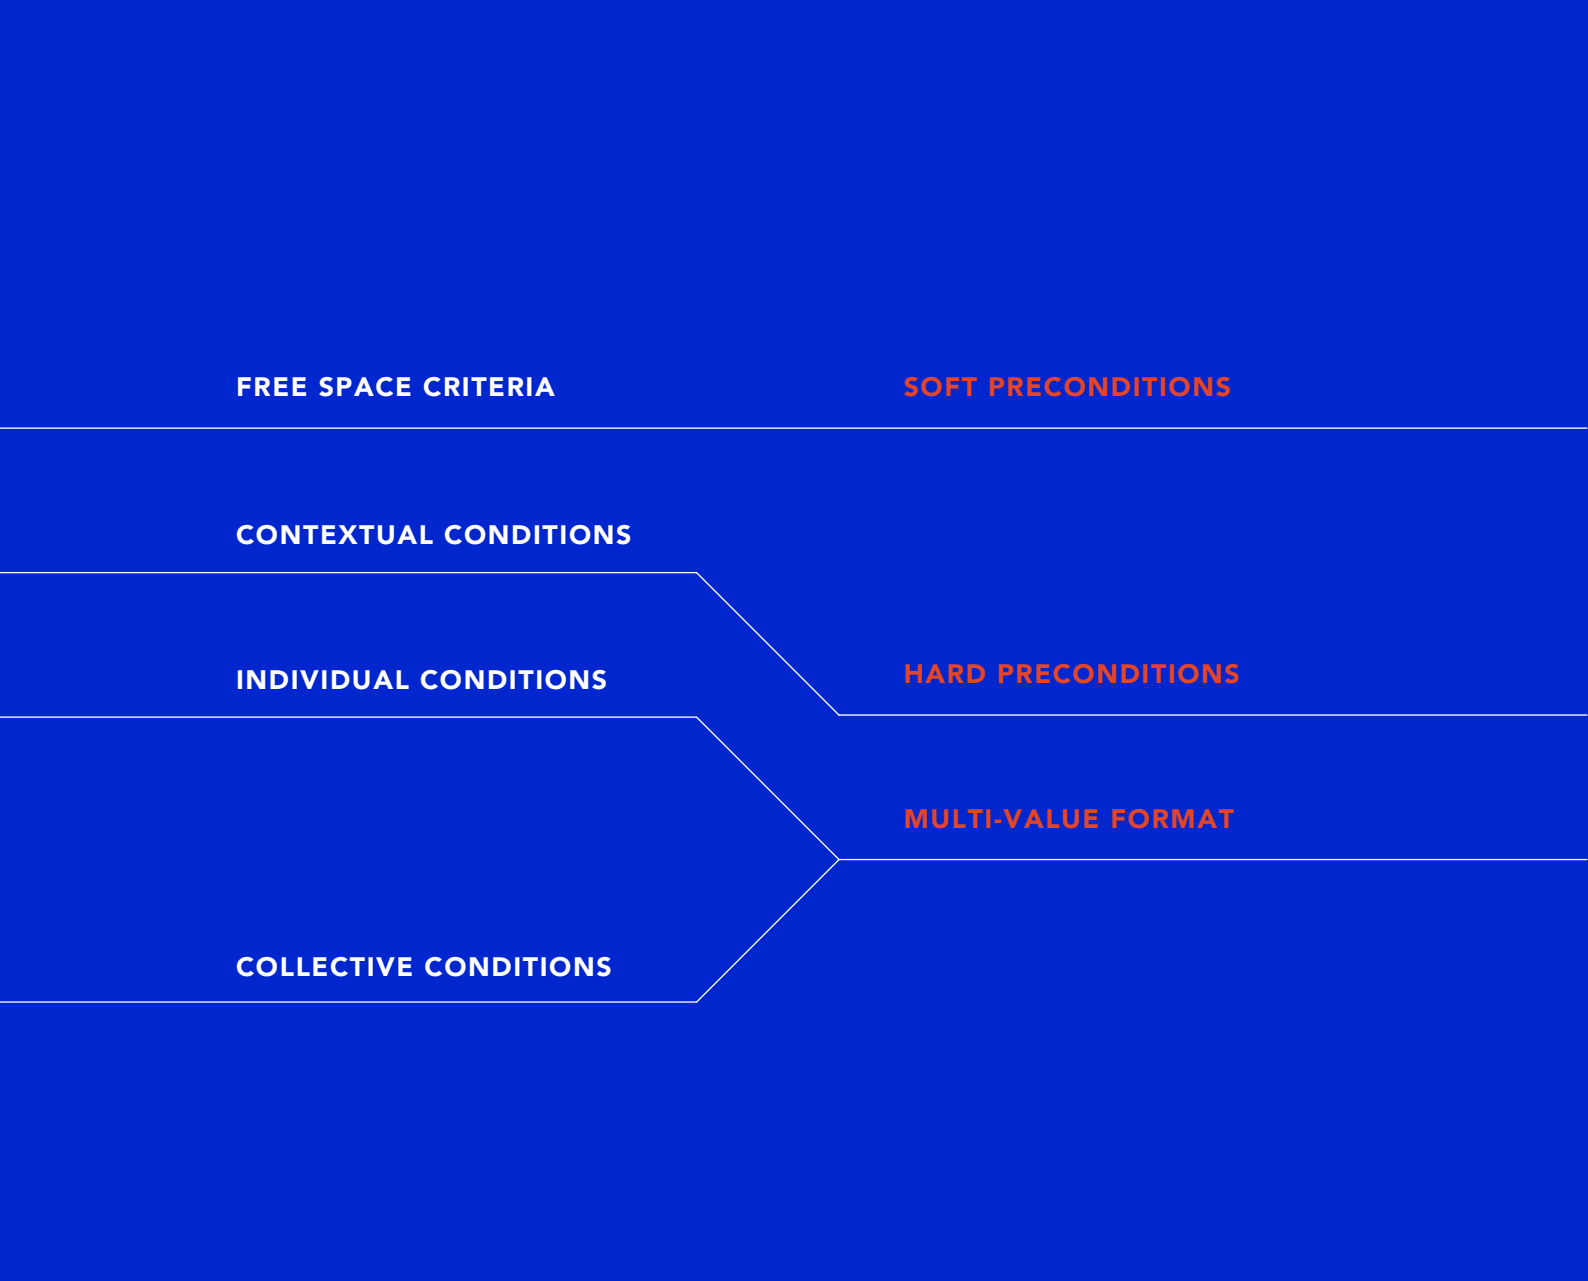 FREE SPACE CRITERIA
SOFT PRECONDITIONS
CONTEXTUAL CONDITIONS
INDIVIDUAL CONDITIONS
HARD PRECONDITIONS
MULTI-VALUE FORMAT
COLLECTIVE CONDITIONS